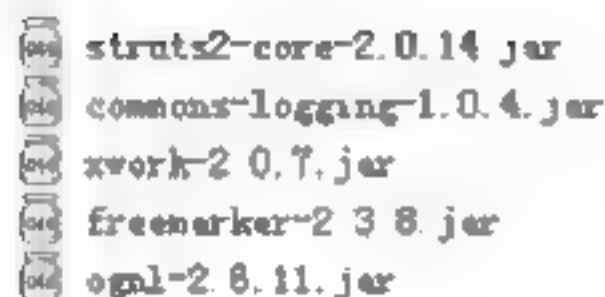 struts2-core-2.0.14.jar
commons-logging-1.0.4.jar
xwork-2.0.7.jar
freemarker-2.3.8.jar
ognl-2.6.11.jar